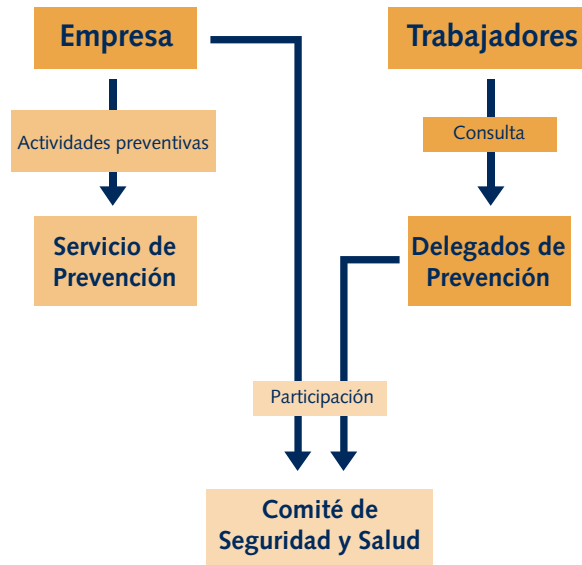 Empresa
Trabajadores
Actividades preventivas
Consulta
Servicio de
Prevención
Delegados de
Prevención
Participación
Comité de
Seguridad y Salud